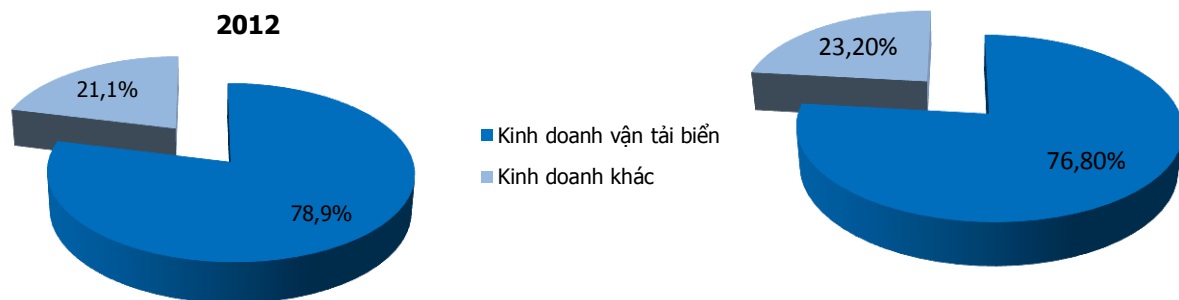 2012
21,1%
78,9%
Kinh doanh vận tải biển
Kinh doanh khác
23,20%
76,80%